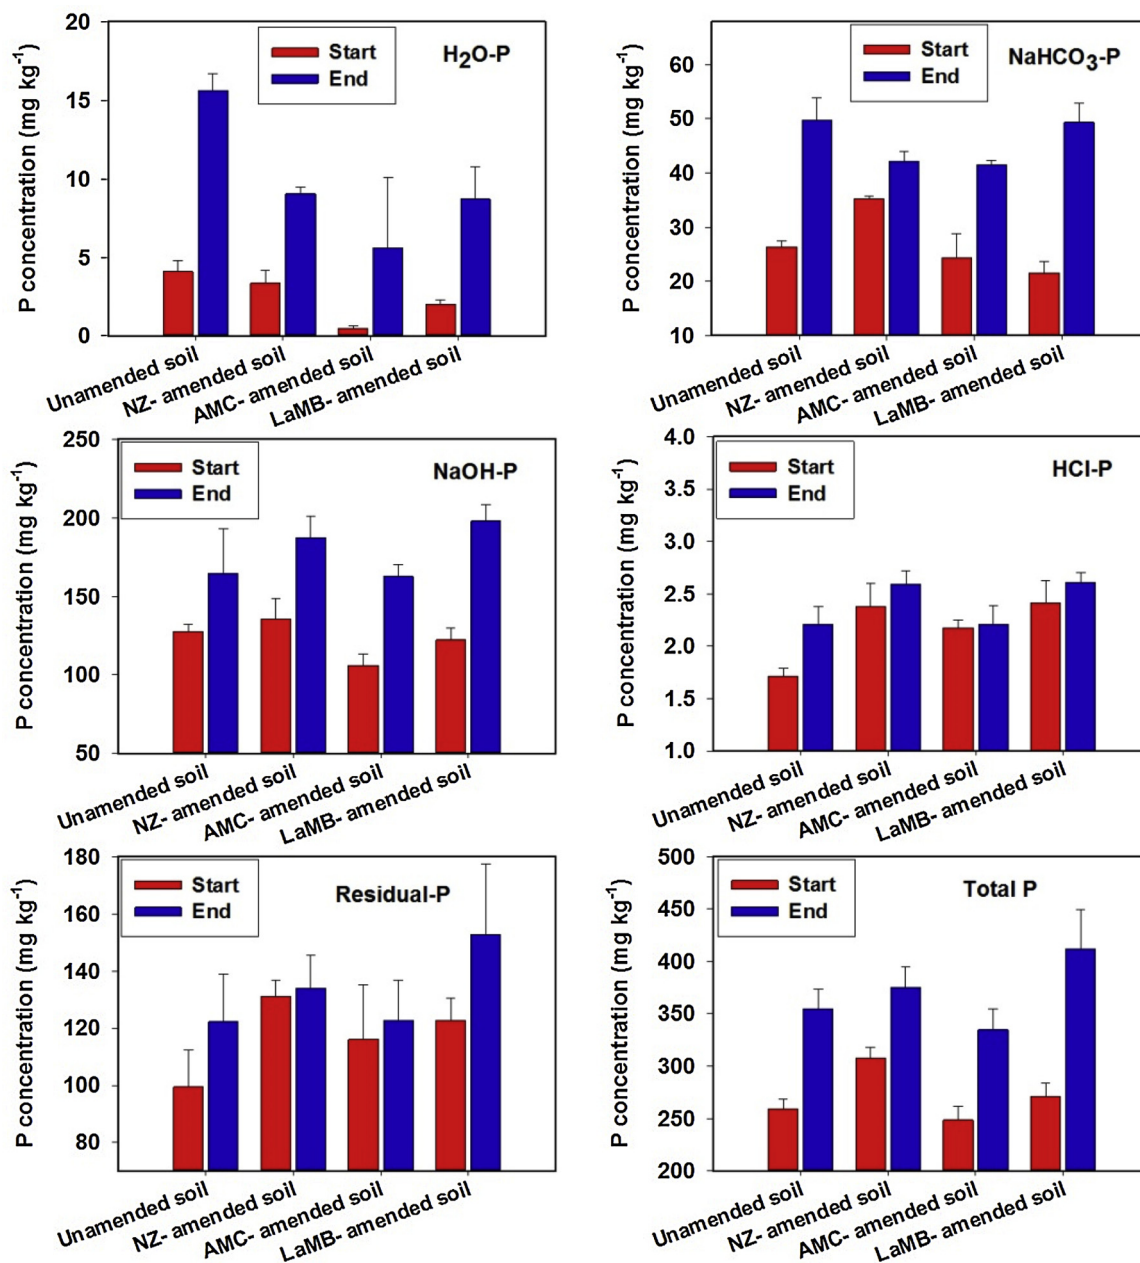 P concentration (mg kg⁻¹)
20
15
10
5
0
Start
End
H₂O-P
Unamended soil
NZ- amended soil
AMC- amended soil
LaMB- amended soil
P concentration (mg kg⁻¹)
60
50
40
30
20
10
Start
End
NaHCO₃-P
Unamended soil
NZ- amended soil
AMC- amended soil
LaMB- amended soil
P concentration (mg kg⁻¹)
250
200
150
100
50
Start
End
NaOH-P
Unamended soil
NZ- amended soil
AMC- amended soil
LaMB- amended soil
P concentration (mg kg⁻¹)
4.0
3.5
3.0
2.5
2.0
1.5
1.0
Start
End
HCl-P
Unamended soil
NZ- amended soil
AMC- amended soil
LaMB- amended soil
P concentration (mg kg⁻¹)
180
160
140
120
100
80
Start
End
Residual-P
Unamended soil
NZ- amended soil
AMC- amended soil
LaMB- amended soil
P concentration (mg kg⁻¹)
500
450
400
350
300
250
200
Start
End
Total P
Unamended soil
NZ- amended soil
AMC- amended soil
LaMB- amended soil